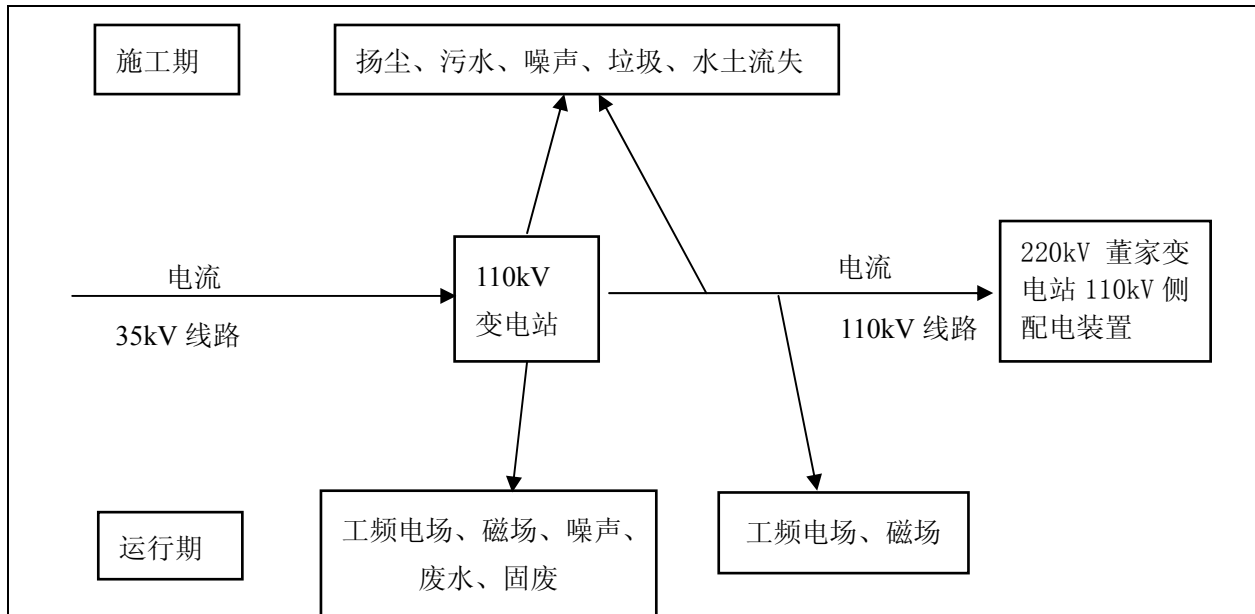 施工期
扬尘、污水、噪声、垃圾、水土流失
电流
35kV 线路
110kV
变电站
电流
110kV 线路
220kV 董家变
电站 110kV 侧
配电装置
运行期
工频电场、磁场、噪声、
废水、固废
工频电场、磁场